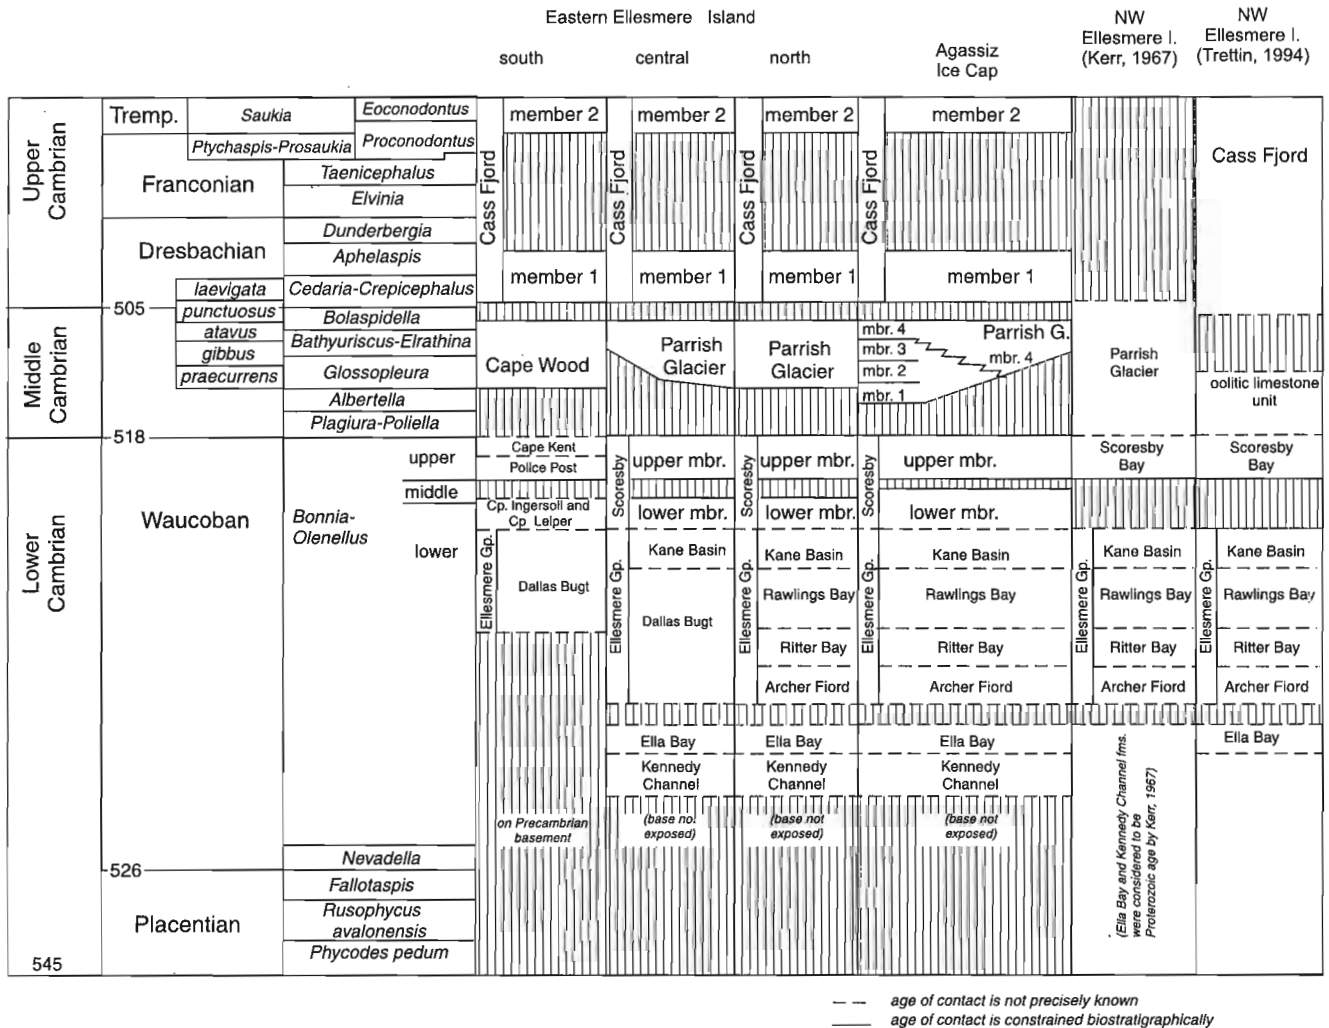 Eastern Ellesmere Island
south
central
north
Agassiz
Ice Cap
NW
Ellesmere I.
(Kerr, 1967)
NW
Ellesmere I.
(Trettin, 1994)
Upper
Cambrian
Tremp.
Franconian
Dresbachian
Saukia
Ptychaspis-Prosaukia
Eoconodontus
Proconodontus
Taenicephalus
Elvinia
Dunderbergia
Aphelaspis
laevigata
Cedaria-Crepicephalus
505
Middle
Cambrian
punctuosus
atavus
gibbus
praecurrens
Bolaspidella
Bathyuriscus-Elrathina
Glossopleura
Albertella
Plagiura-Poliella
518
Lower
Cambrian
Waucoban
Bonnia-
Olenellus
upper
middle
lower
Nevadella
526
Placentian
Fallotaspis
Rusophycus
avalonensis
Phycodes pedum
545
Cass Fjord
member 2
member 1
Cape Wood
Cape Kent
Police Post
Cp. Ingersoll and
Cp Leiper
Ellesmere Gp.
Dallas Bugt
on Precambrian
basement
Cass Fjord
member 2
member 1
Parrish
Glacier
Scoresby
upper mbr.
lower mbr.
Ellesmere Gp.
Kane Basin
Dallas Bugt
Ella Bay
Kennedy
Channel
(base not
exposed)
Cass Fjord
member 2
member 1
Parrish
Glacier
Scoresby
upper mbr.
lower mbr.
Ellesmere Gp.
Kane Basin
Rawlings Bay
Ritter Bay
Archer Fiord
Ella Bay
Kennedy
Channel
(base not
exposed)
Cass Fjord
member 2
member 1
mbr. 4
mbr. 3
mbr. 2
mbr. 1
Parrish G.
mbr. 4
Scoresby
upper mbr.
lower mbr.
Ellesmere Gp.
Kane Basin
Rawlings Bay
Ritter Bay
Archer Fiord
Ella Bay
Kennedy
Channel
(base not
exposed)
Parrish
Glacier
Scoresby
Bay
Ellesmere Gp.
Kane Basin
Rawlings Bay
Ritter Bay
Archer Fiord
(Ella Bay and Kennedy Channel fms.
were considered to be
Proterozoic age by Kerr, 1967)
Cass Fjord
oolitic limestone
unit
Scoresby
Bay
Ellesmere Gp.
Kane Basin
Rawlings Bay
Ritter Bay
Archer Fiord
Ella Bay
age of contact is not precisely known
age of contact is constrained biostratigraphically